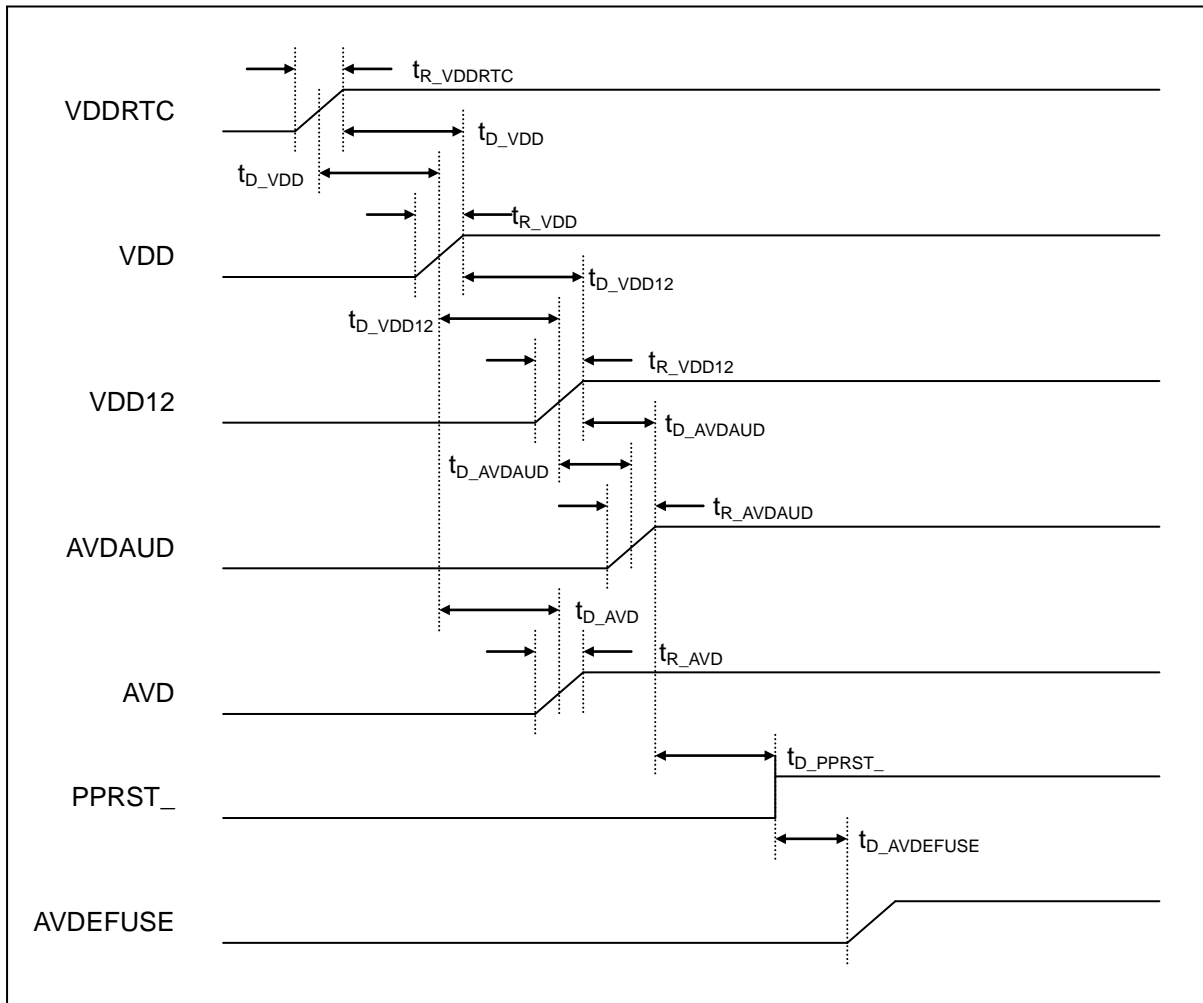 t_R_VDDRTC
VDDRTC
t_D_VDD
t_D_VDD
t_R_VDD
VDD
t_D_VDD12
t_D_VDD12
t_R_VDD12
VDD12
t_D_AVDAUD
t_D_AVDAUD
t_R_AVDAUD
AVDAUD
t_D_AVD
t_R_AVD
AVD
t_D_PPRST_
PPRST_
t_D_AVDEFUSE
AVDEFUSE